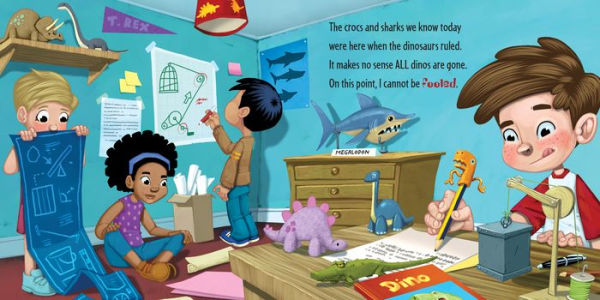 T. REX
The crocs and sharks we know today
were here when the dinosaurs ruled.
It makes no sense ALL dinos are gone.
On this point, I cannot be fooled.
MEGALODON
Dino